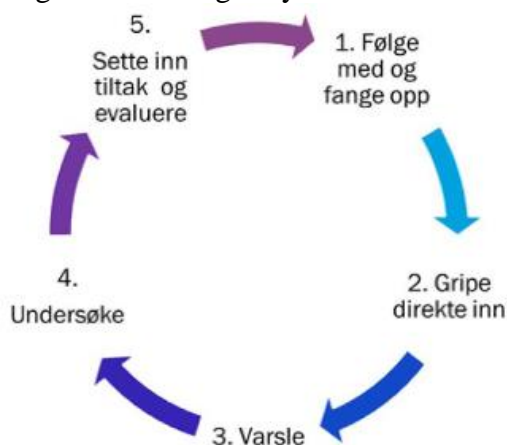 1. Følge
med og
fange opp
2. Gripe
direkte inn
3. Varsle
4.
Undersøke
5.
Sette inn
tiltak og
evaluere